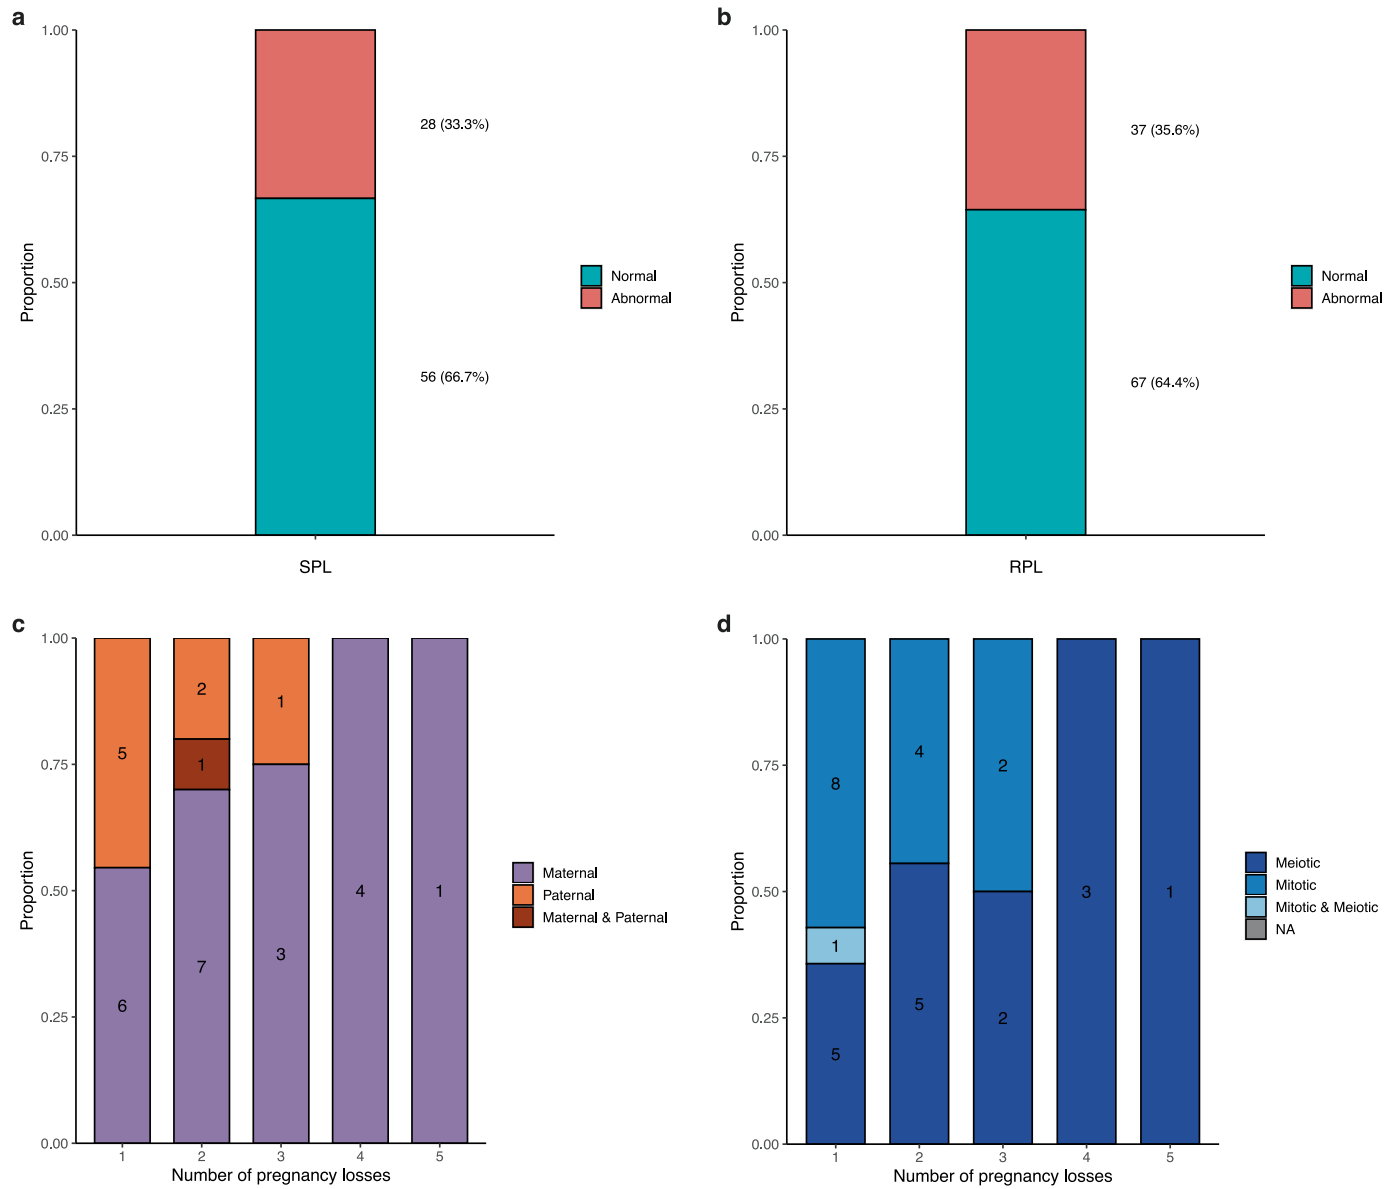 a
1.00
0.75
0.50
0.25
0.00
Proportion
28 (33.3%)
56 (66.7%)
SPL
Normal
Abnormal
b
1.00
0.75
0.50
0.25
0.00
Proportion
37 (35.6%)
67 (64.4%)
RPL
Normal
Abnormal
c
1.00
0.75
0.50
0.25
0.00
Proportion
5
6
2
1
7
1
3
4
1
1
2
3
4
5
Number of pregnancy losses
Maternal
Paternal
Maternal & Paternal
d
1.00
0.75
0.50
0.25
0.00
Proportion
8
1
5
4
5
2
2
3
1
1
2
3
4
5
Number of pregnancy losses
Meiotic
Mitotic
Mitotic & Meiotic
NA